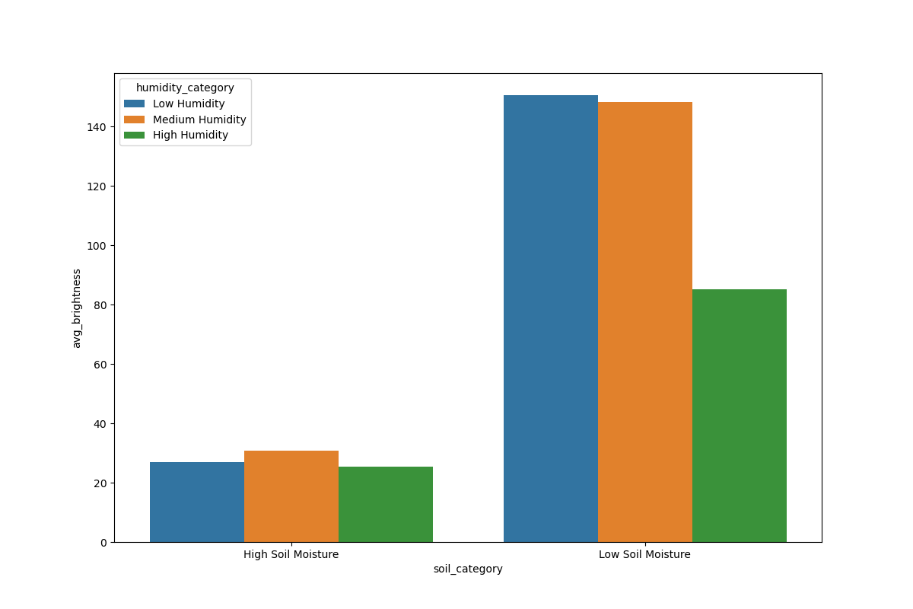 humidity_category
Low Humidity
Medium Humidity
High Humidity
avg_brightness
140
120
100
80
60
40
20
0
High Soil Moisture
Low Soil Moisture
soil_category